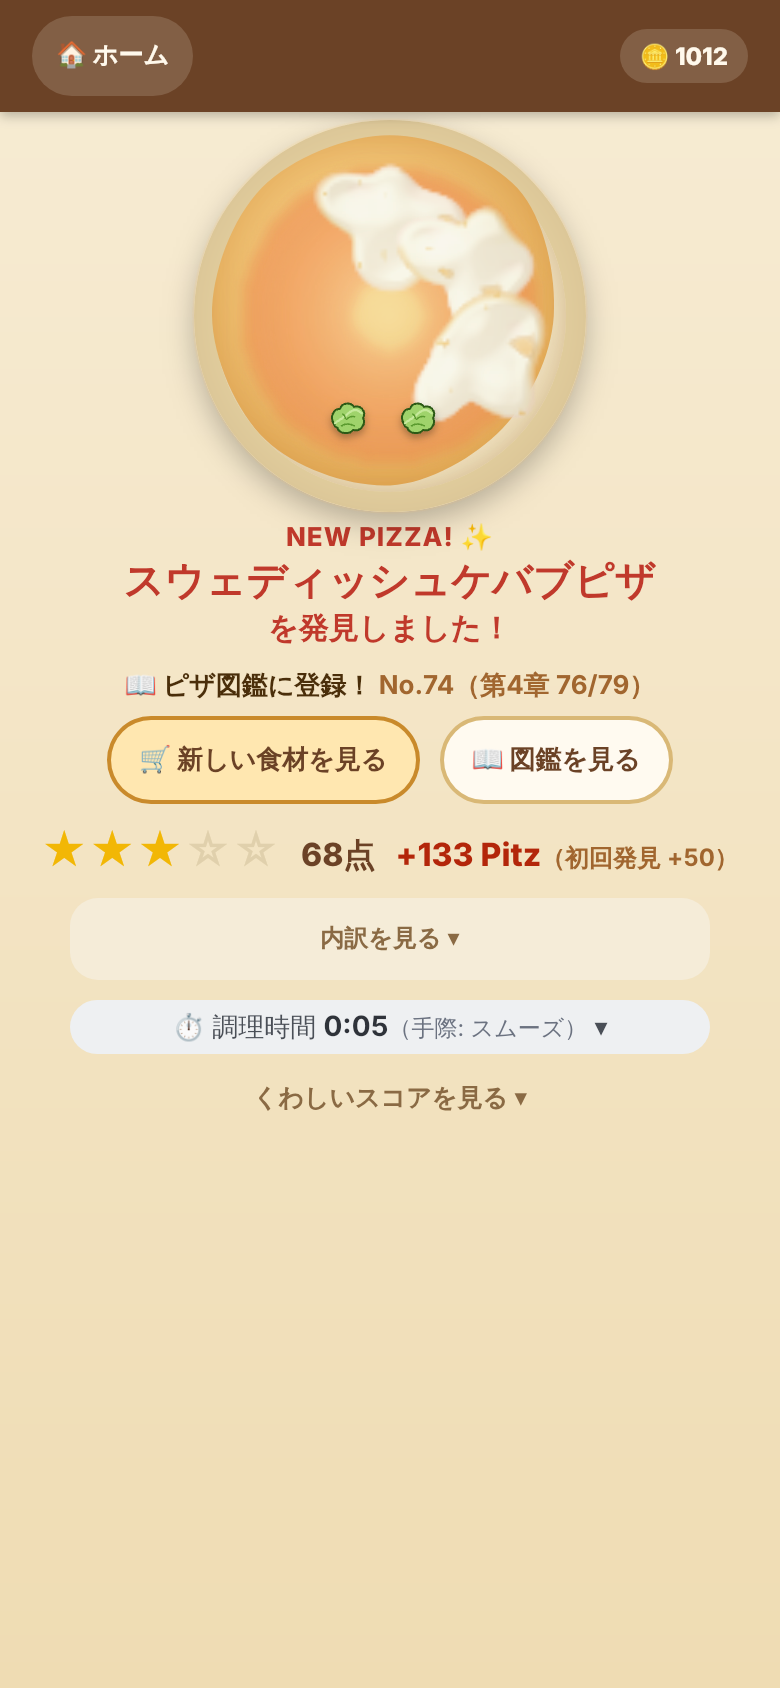 🏠 ホーム
🪙 1012
NEW PIZZA! ✨
スウェディッシュケバブピザ
を発見しました！
📖 ピザ図鑑に登録！ No.74（第4章 76/79）
🛒 新しい食材を見る
📖 図鑑を見る
★★★☆☆ 68点 +133 Pitz（初回発見 +50）
内訳を見る ▾
⏱️ 調理時間 0:05（手際: スムーズ） ▼
くわしいスコアを見る ▾